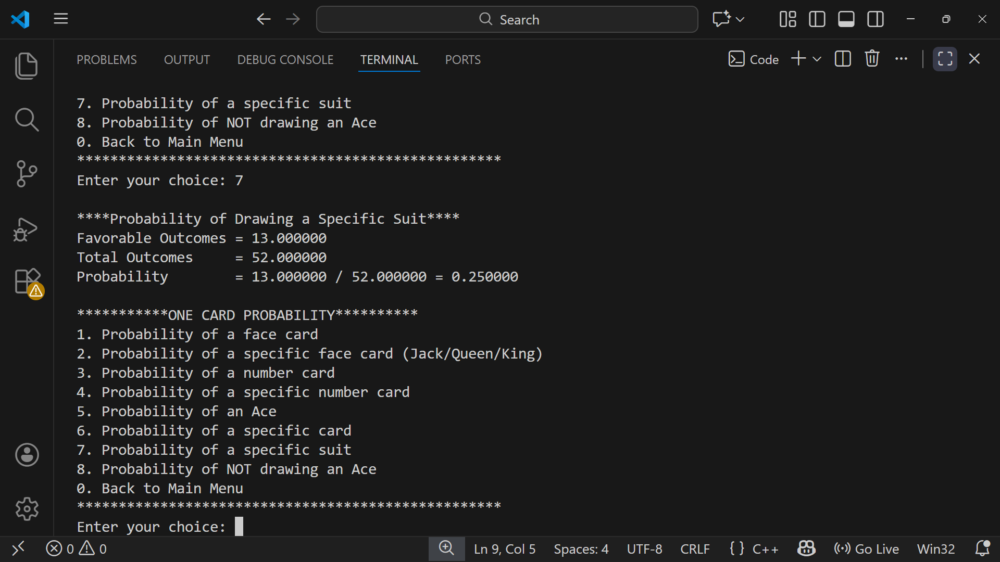 Search
PROBLEMS OUTPUT DEBUG CONSOLE TERMINAL PORTS Code
7. Probability of a specific suit
8. Probability of NOT drawing an Ace
0. Back to Main Menu
***************************************************
Enter your choice: 7
****Probability of Drawing a Specific Suit****
Favorable Outcomes = 13.000000
Total Outcomes     = 52.000000
Probability        = 13.000000 / 52.000000 = 0.250000
***********ONE CARD PROBABILITY**********
1. Probability of a face card
2. Probability of a specific face card (Jack/Queen/King)
3. Probability of a number card
4. Probability of a specific number card
5. Probability of an Ace
6. Probability of a specific card
7. Probability of a specific suit
8. Probability of NOT drawing an Ace
0. Back to Main Menu
***************************************************
Enter your choice:
0 0 Ln 9, Col 5 Spaces: 4 UTF-8 CRLF { } C++ Go Live Win32